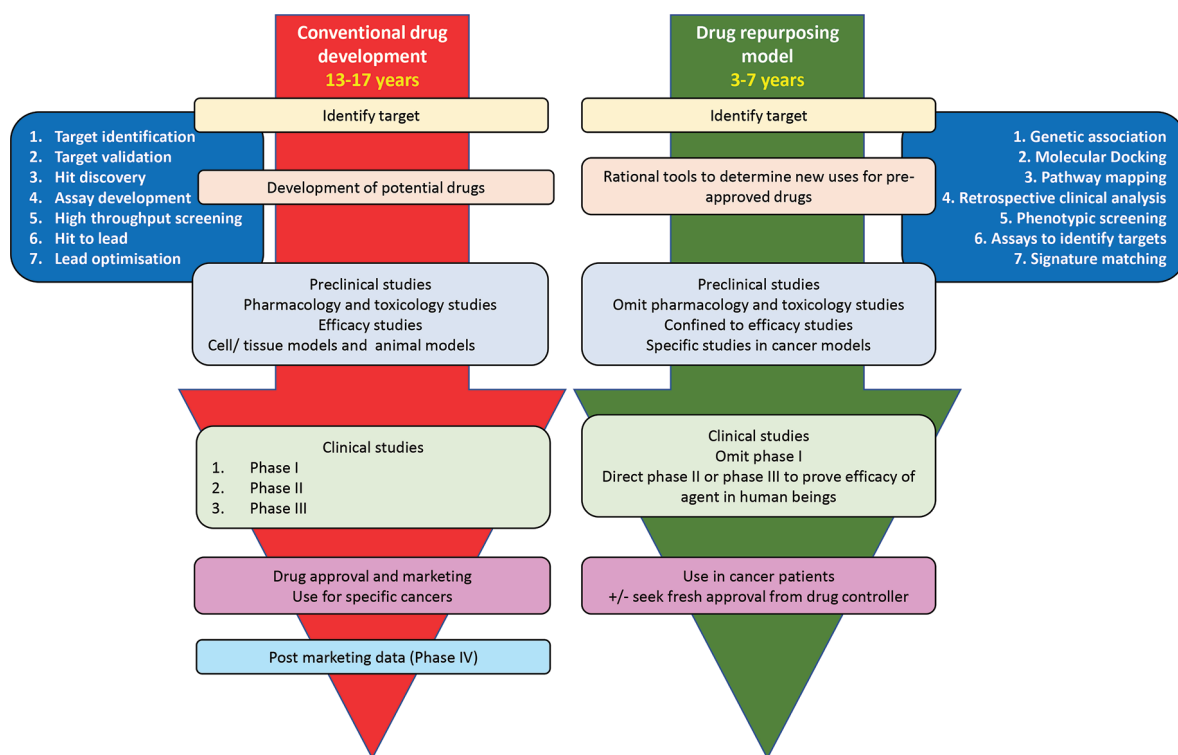 Conventional drug
development
13-17 years
Identify target
1. Target identification
2. Target validation
3. Hit discovery
4. Assay development
5. High throughput screening
6. Hit to lead
7. Lead optimisation
Development of potential drugs
Preclinical studies
Pharmacology and toxicology studies
Efficacy studies
Cell/ tissue models and animal models
Clinical studies
1. Phase I
2. Phase II
3. Phase III
Drug approval and marketing
Use for specific cancers
Post marketing data (Phase IV)
Drug repurposing
model
3-7 years
Identify target
Rational tools to determine new uses for pre-
approved drugs
1. Genetic association
2. Molecular Docking
3. Pathway mapping
4. Retrospective clinical analysis
5. Phenotypic screening
6. Assays to identify targets
7. Signature matching
Preclinical studies
Omit pharmacology and toxicology studies
Confined to efficacy studies
Specific studies in cancer models
Clinical studies
Omit phase I
Direct phase II or phase III to prove efficacy of
agent in human beings
Use in cancer patients
+/- seek fresh approval from drug controller